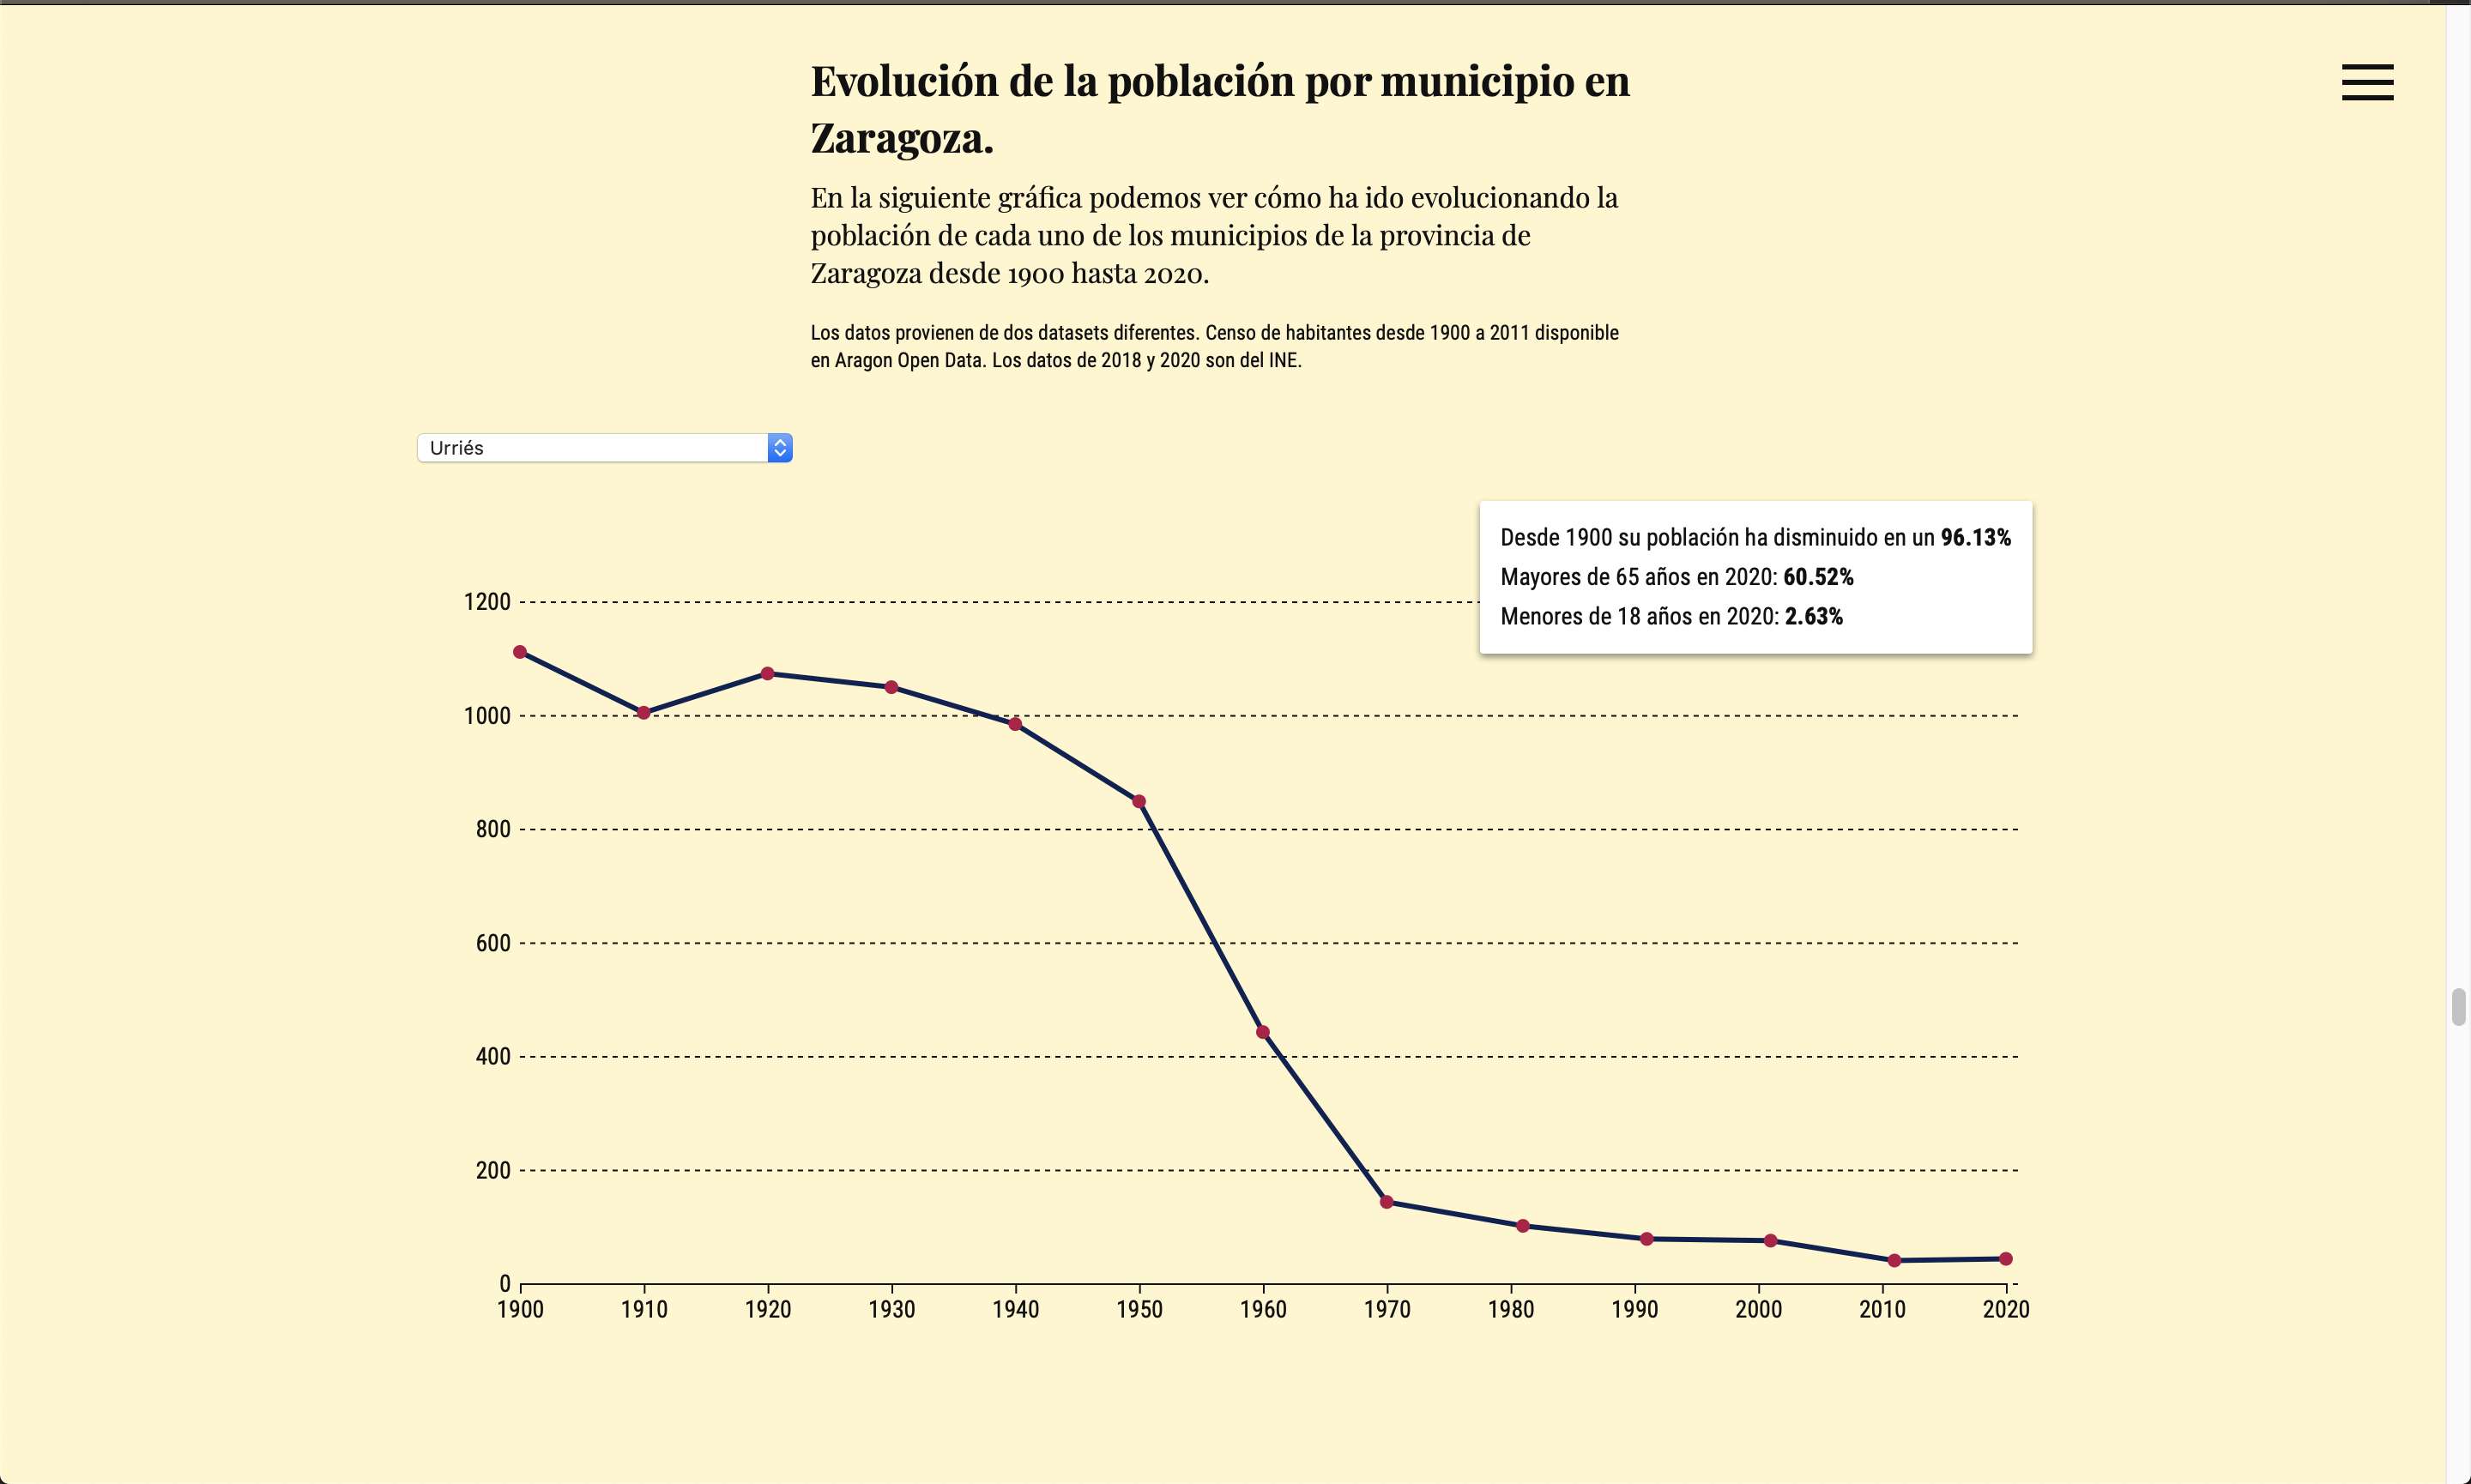 Evolución de la población por municipio en
Zaragoza.
En la siguiente gráfica podemos ver cómo ha ido evolucionando la
población de cada uno de los municipios de la provincia de
Zaragoza desde 1900 hasta 2020.
Los datos provienen de dos datasets diferentes. Censo de habitantes desde 1900 a 2011 disponible
en Aragon Open Data. Los datos de 2018 y 2020 son del INE.
Urriés
Desde 1900 su población ha disminuido en un 96.13%
Mayores de 65 años en 2020: 60.52%
Menores de 18 años en 2020: 2.63%
1200
1000
800
600
400
200
0
1900 1910 1920 1930 1940 1950 1960 1970 1980 1990 2000 2010 2020